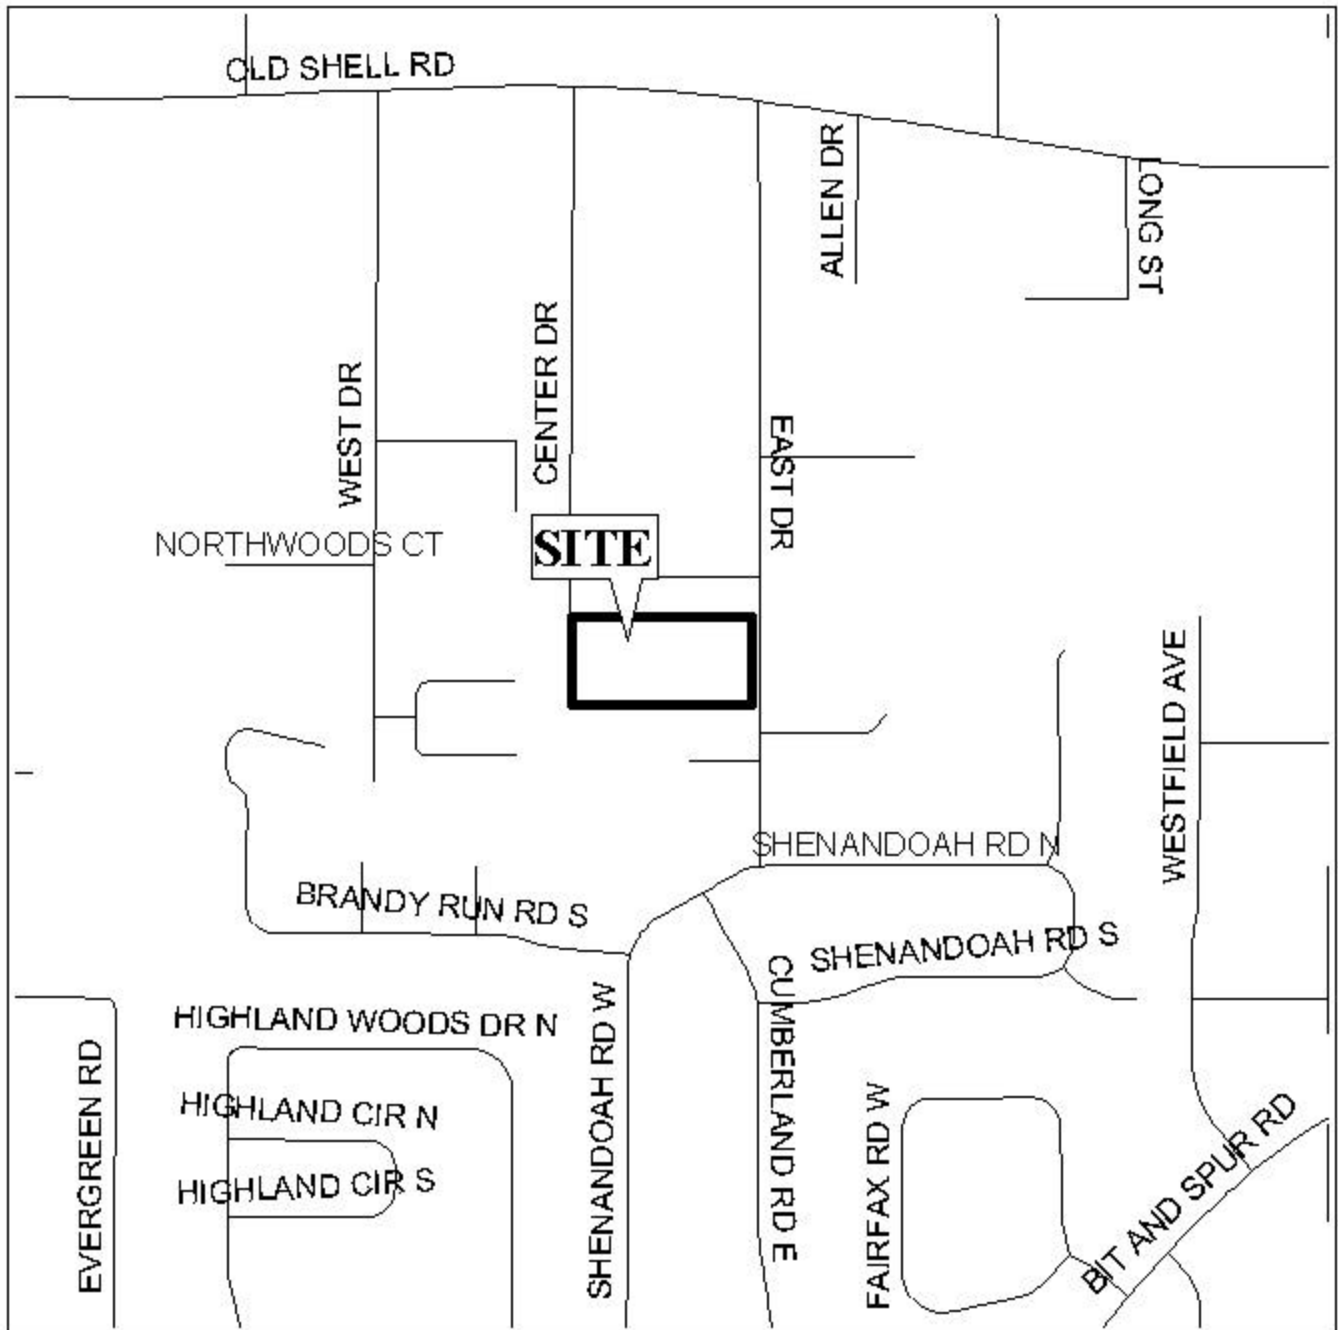 OLD SHELL RD
ALLEN DR
LONG ST
CENTER DR
WEST DR
EAST DR
NORTHWOODS CT
SITE
WESTFIELD AVE
SHENANDOAH RD N
BRANDY RUN RD S
SHENANDOAH RD S
HIGHLAND WOODS DR N
SHENANDOAH RD W
CUMBERLAND RD E
EVERGREEN RD
HIGHLAND CIR N
HIGHLAND CIR S
FAIRFAX RD W
BIT AND SPUR RD